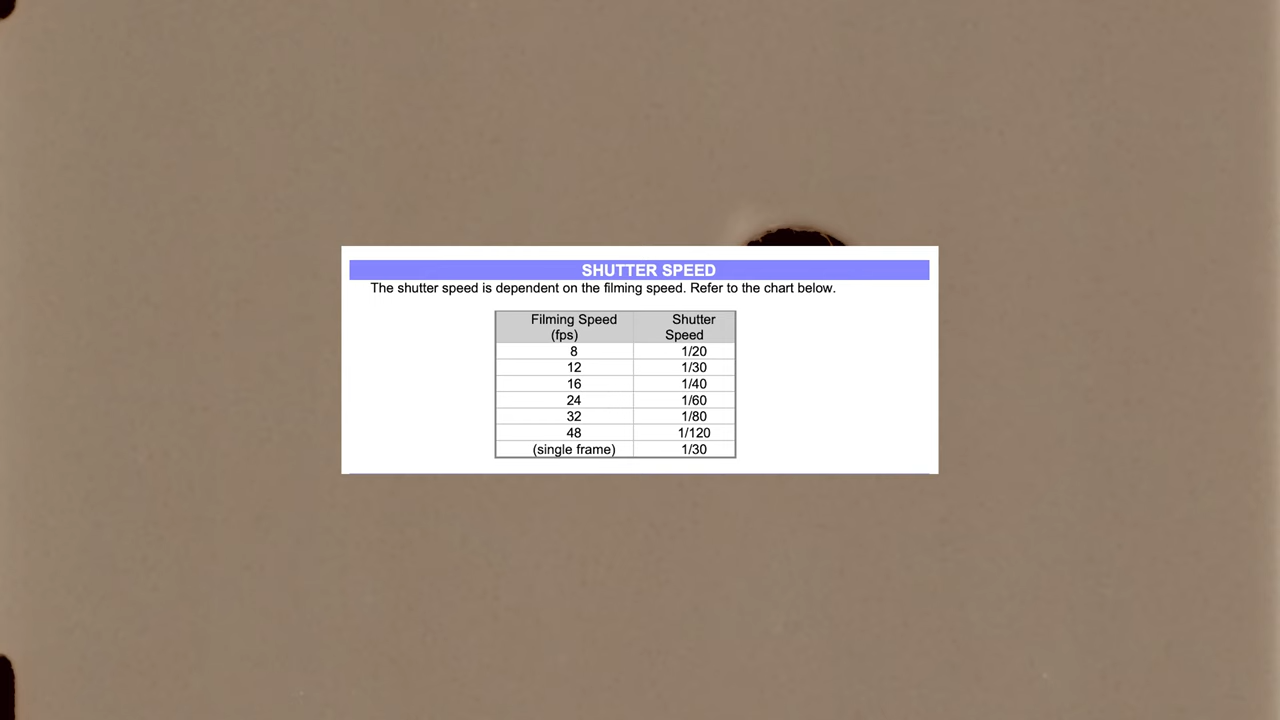 SHUTTER SPEED
The shutter speed is dependent on the filming speed. Refer to the chart below.
Filming Speed (fps) Shutter Speed
8 1/20
12 1/30
16 1/40
24 1/60
32 1/80
48 1/120
(single frame) 1/30